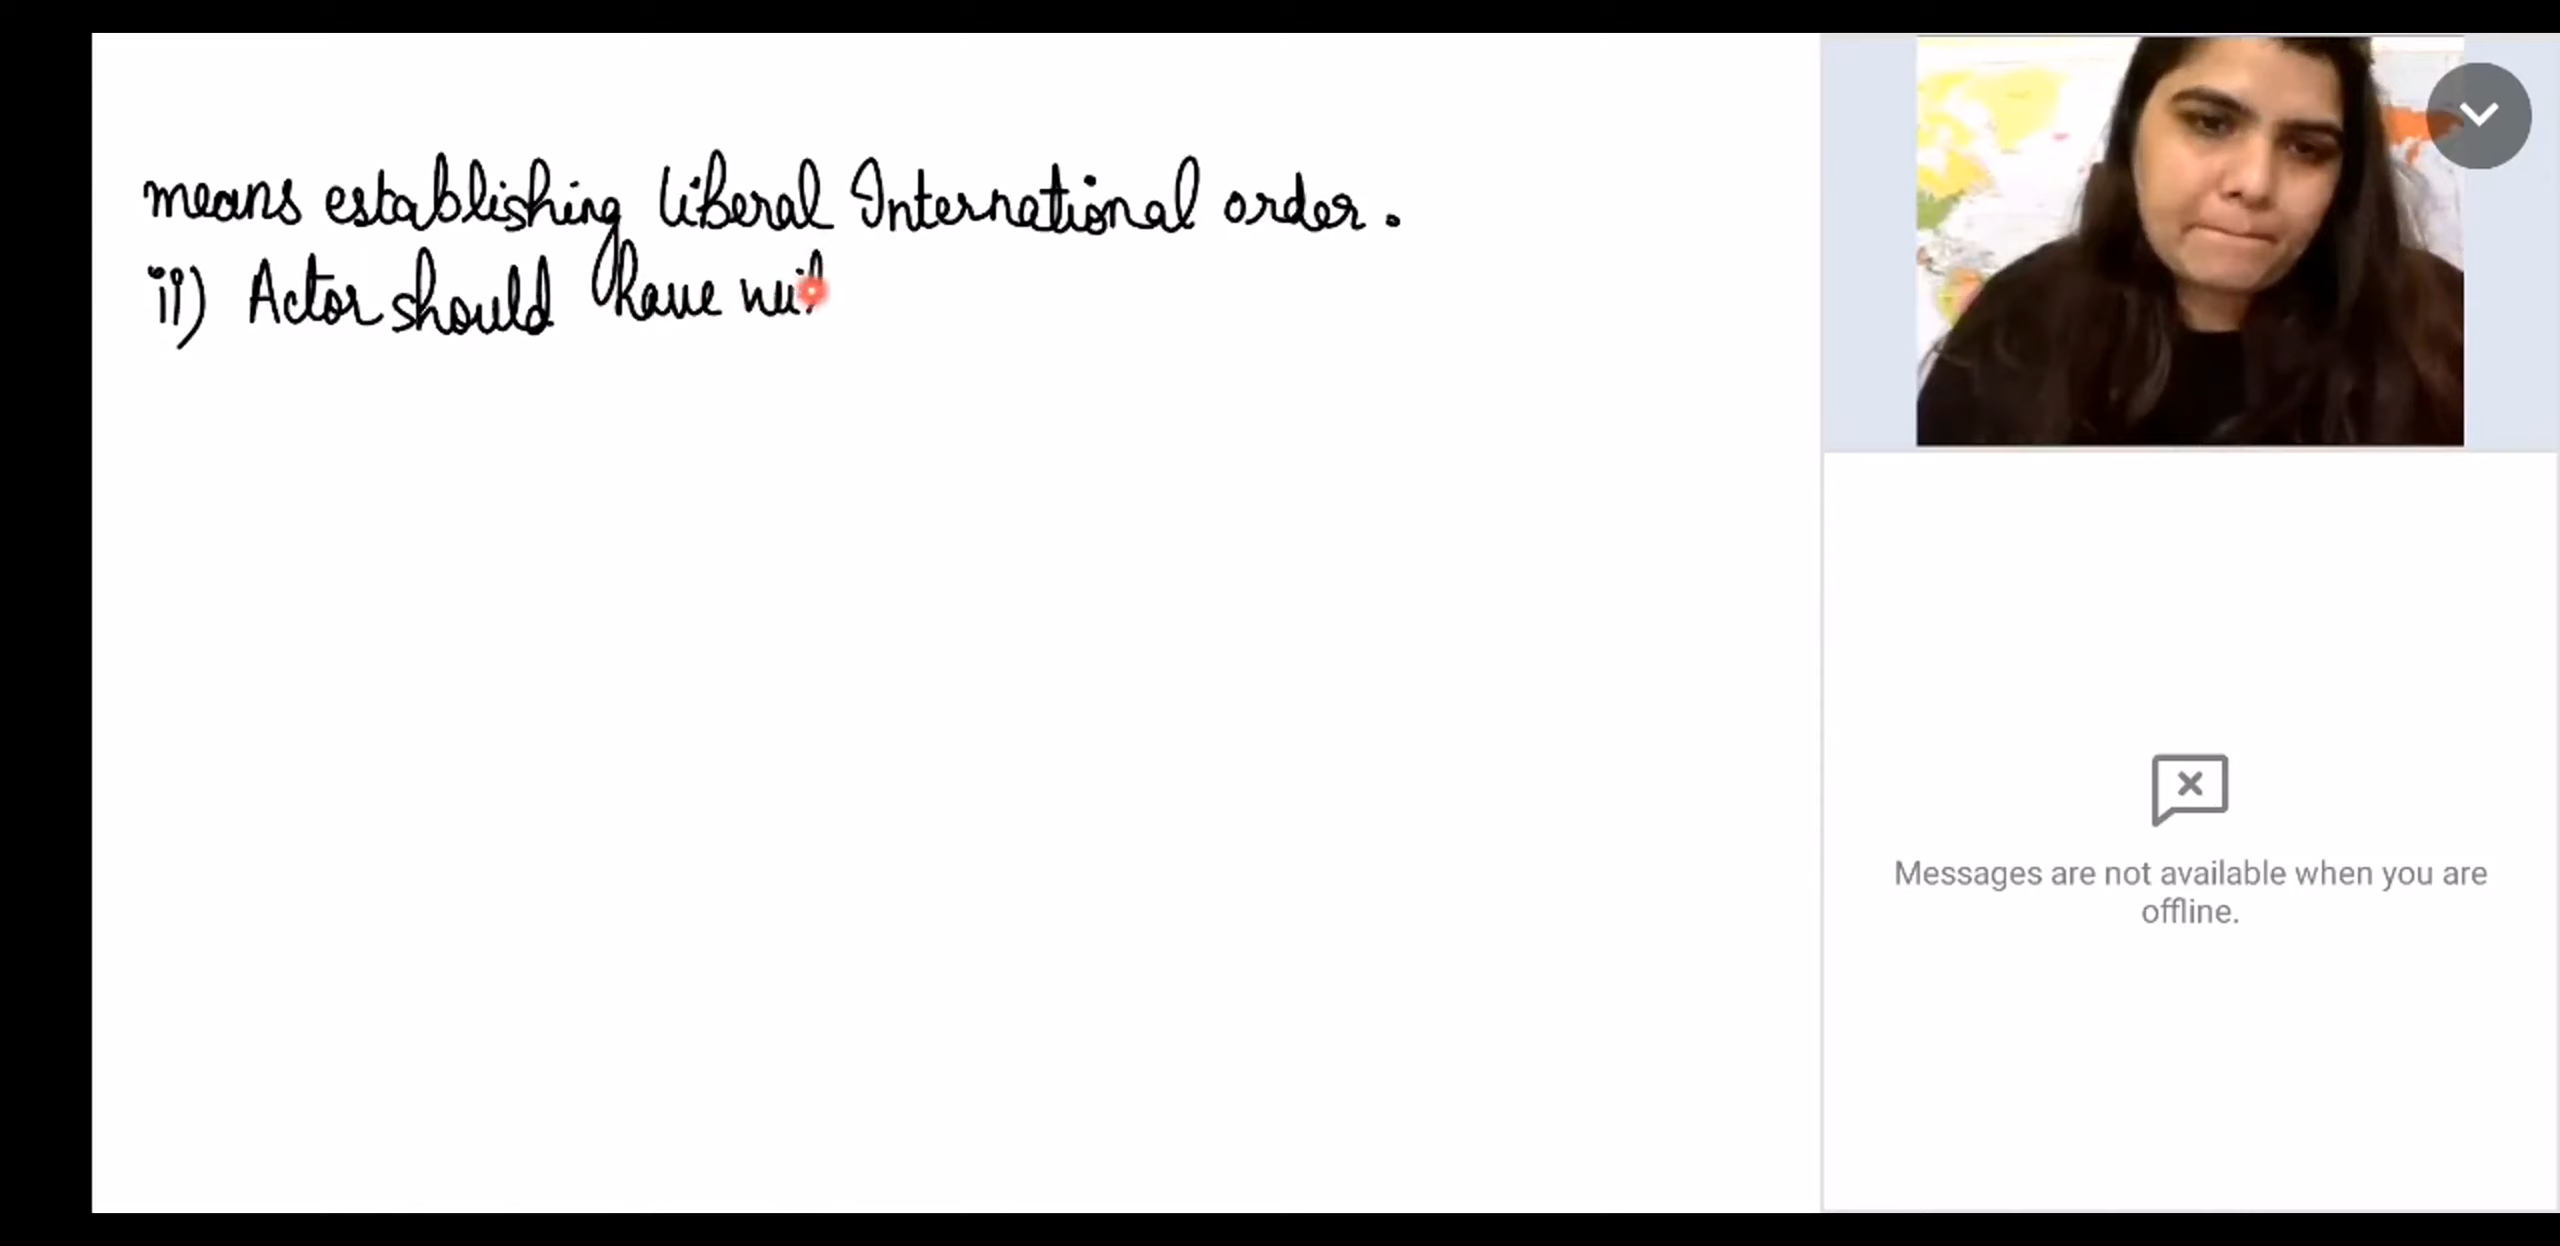 means establishing liberal International order.
ii) Actor should have
Messages are not available when you are
offline.